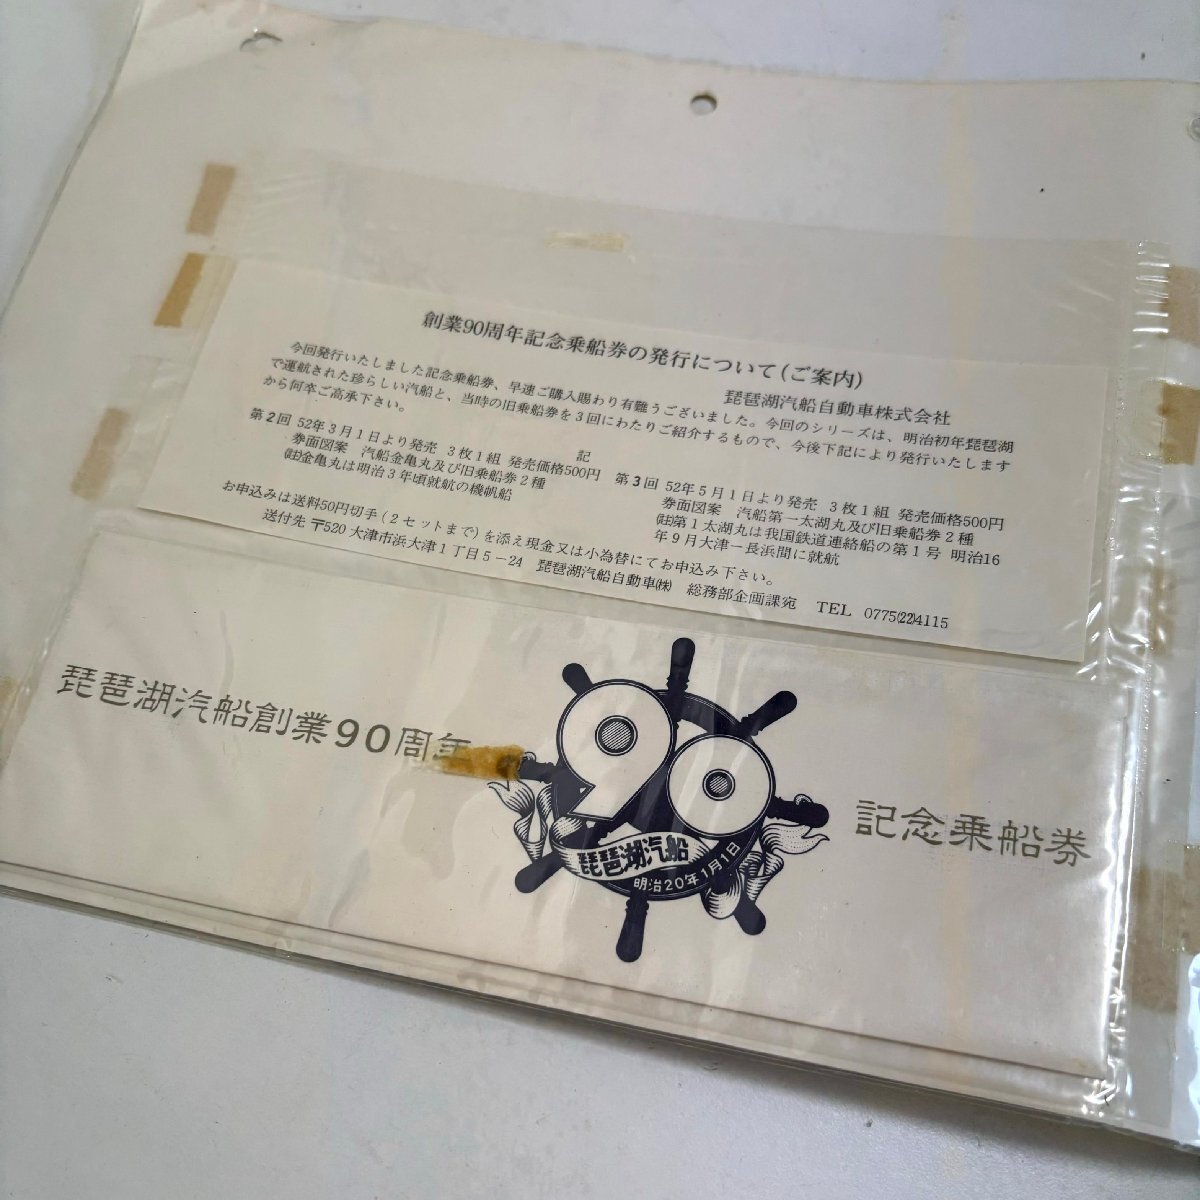 創業90周年記念乗船券の発行について(ご案内)
琵琶湖汽船自動車株式会社
今回発行いたしました記念乗船券、早速ご購入賜わり有難うございました。今回のシリーズは、明治初年琵琶湖
で運航された珍らしい汽船と、当時の旧乗船券を3回にわたりご紹介するもので、今後下記により発行いたします
から何卒ご高承下さい。
記
第2回 52年3月1日より発売 3枚1組 発売価格500円
券面図案 汽船金亀丸及び旧乗船券2種
㊟金亀丸は明治3年頃就航の機帆船
第3回 52年5月1日より発売 3枚1組 発売価格500円
券面図案 汽船第一太湖丸及び旧乗船券2種
㊟第1太湖丸は我国鉄道連絡船の第1号 明治16
年9月大津ー長浜間に就航
お申込みは送料50円切手(2セットまで)を添え現金又は小為替にてお申込み下さい。
送付先 〒520 大津市浜大津1丁目5-24 琵琶湖汽船自動車㈱ 総務部企画課宛 TEL 0775(22)4115
琵琶湖汽船創業90周年
90
琵琶湖汽船
明治20年1月1日
記念乗船券